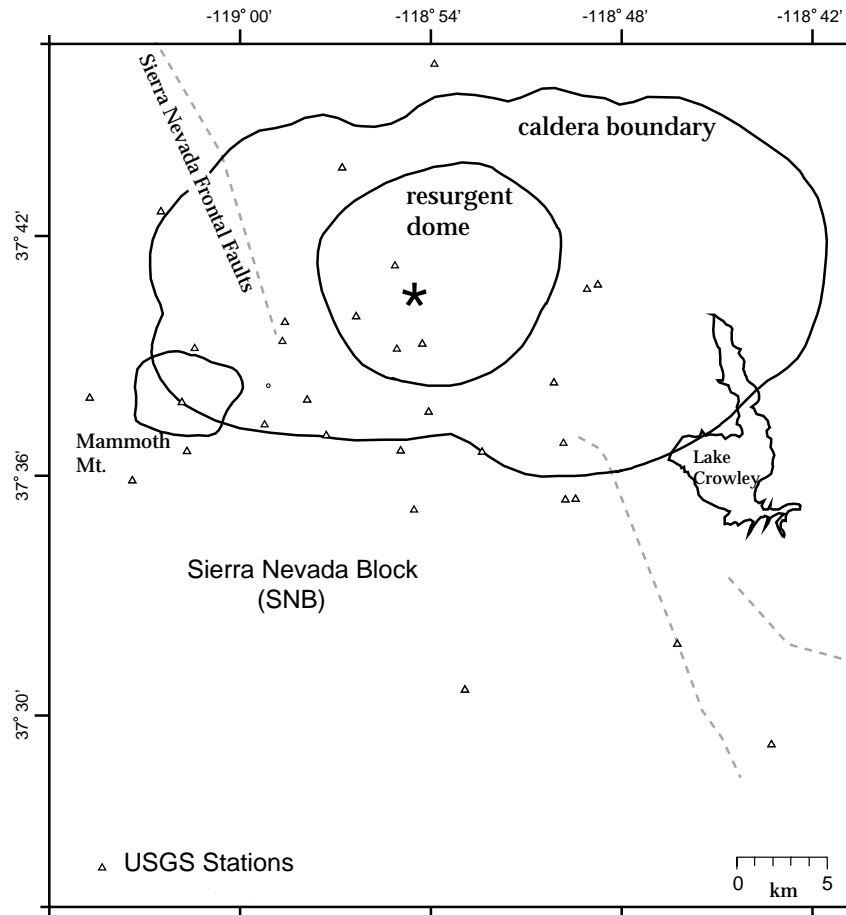 -119° 00'
-118° 54'
-118° 48'
-118° 42'
Sierra Nevada Frontal Faults
caldera boundary
resurgent
dome
37° 42'
*
Mammoth
Mt.
Lake
Crowley
37° 36'
Sierra Nevada Block
(SNB)
37° 30'
USGS Stations
0 5
km